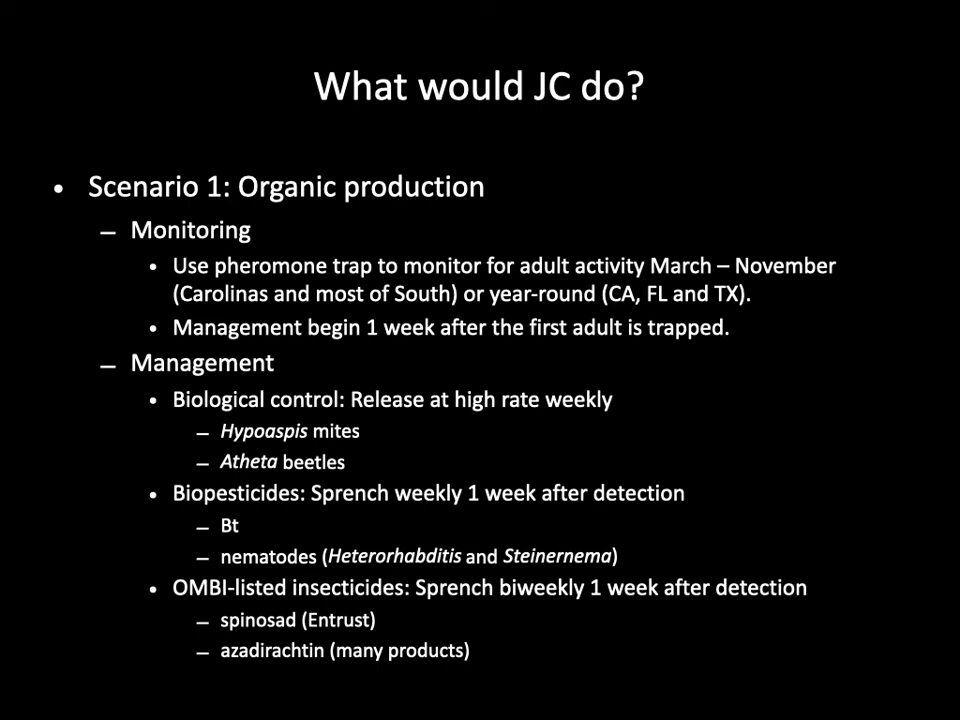 What would JC do?
• Scenario 1: Organic production
– Monitoring
• Use pheromone trap to monitor for adult activity March – November
(Carolinas and most of South) or year-round (CA, FL and TX).
• Management begin 1 week after the first adult is trapped.
– Management
• Biological control: Release at high rate weekly
– Hypoaspis mites
– Atheta beetles
• Biopesticides: Sprench weekly 1 week after detection
– Bt
– nematodes (Heterorhabditis and Steinernema)
• OMBI-listed insecticides: Sprench biweekly 1 week after detection
– spinosad (Entrust)
– azadirachtin (many products)